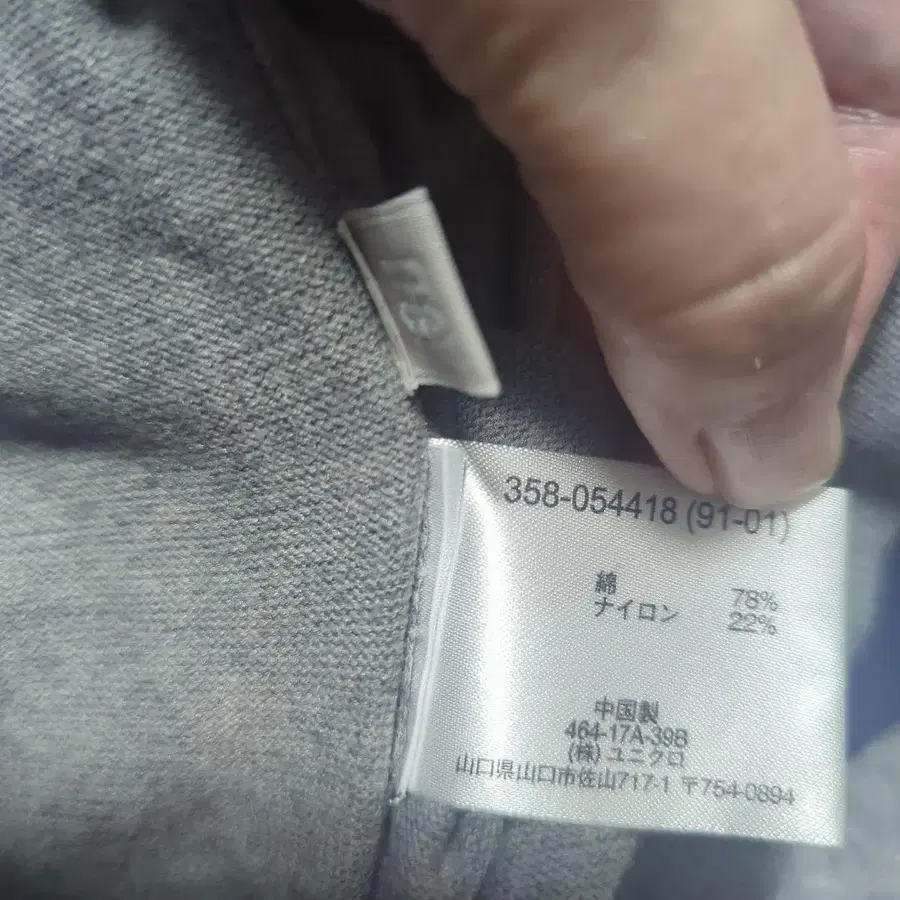 358-054418 (91-01)
綿 78%
ナイロン 22%
中国製
464-17A-39B
(株) ユニクロ
山口県山口市佐山717-1 〒754-0894